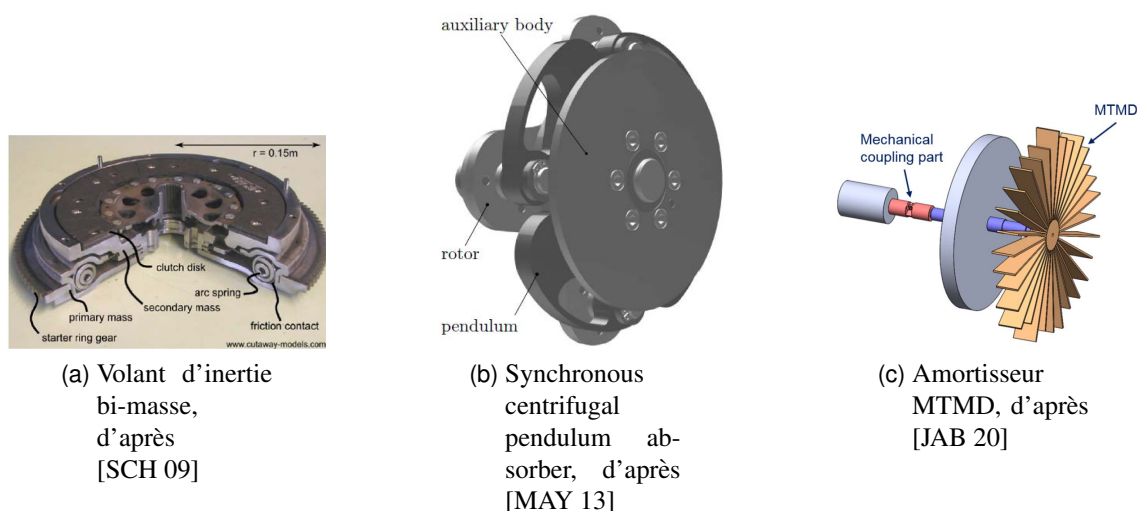 r = 0.15m
clutch disk
arc spring
secondary mass
primary mass
friction contact
starter ring gear
www.cutaway-models.com
(a) Volant d'inertie
bi-masse,
d'après
[SCH 09]
auxiliary body
rotor
pendulum
(b) Synchronous
centrifugal
pendulum ab-
sorber, d'après
[MAY 13]
MTMD
Mechanical
coupling part
(c) Amortisseur
MTMD, d'après
[JAB 20]